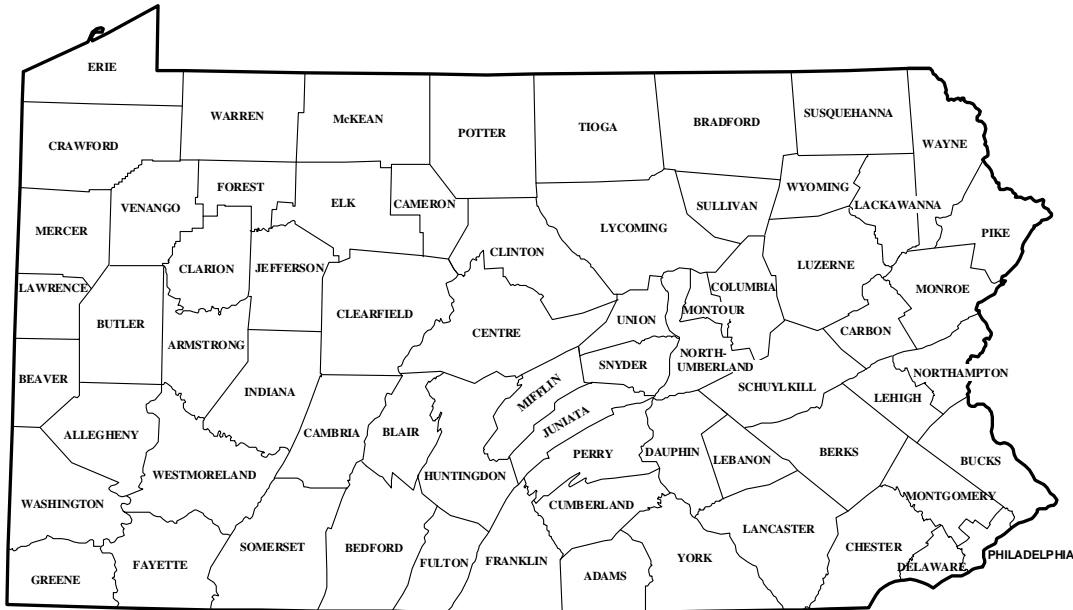 ERIE
WARREN
McKEAN
POTTER
TIOGA
BRADFORD
SUSQUEHANNA
WAYNE
CRAWFORD
FOREST
ELK
CAMERON
WYOMING
LACKAWANNA
VENANGO
SULLIVAN
MERCER
LYCOMING
PIKE
CLARION
JEFFERSON
CLINTON
LUZERNE
LAWRENCE
COLUMBIA
MONROE
BUTLER
CLEARFIELD
CENTRE
UNION
MONTOUR
CARBON
ARMSTRONG
NORTH-
UMBERLAND
SNYDER
BEAVER
INDIANA
MIFFLIN
SCHUYLKILL
NORTHAMPTON
LEHIGH
JUNIATA
ALLEGHENY
CAMBRIA
BLAIR
PERRY
DAUPHIN
LEBANON
BERKS
BUCKS
WESTMORELAND
HUNTINGDON
WASHINGTON
CUMBERLAND
MONTGOMERY
LANCASTER
SOMERSET
BEDFORD
CHESTER
PHILADELPHIA
FAYETTE
FULTON
FRANKLIN
YORK
DELAWARE
GREENE
ADAMS